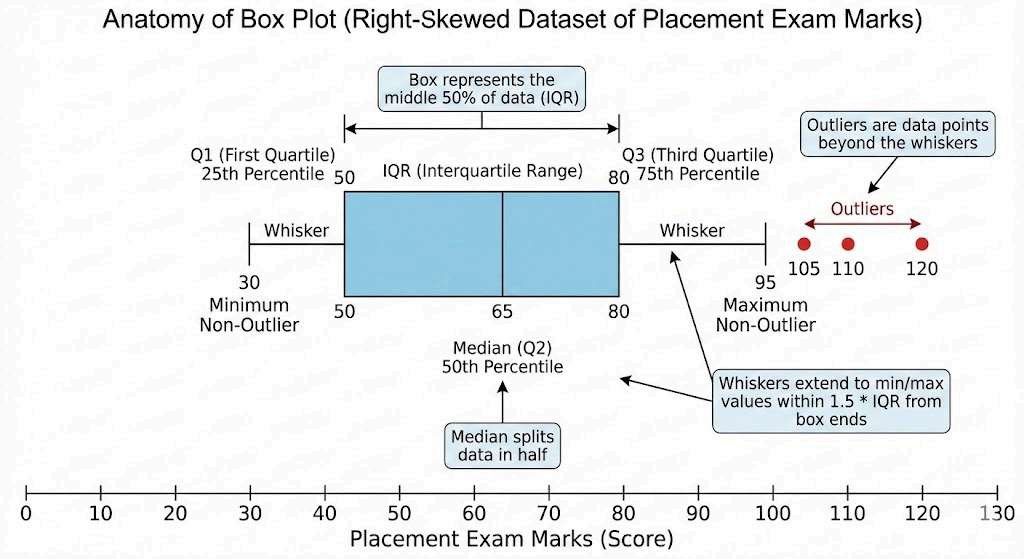 Anatomy of Box Plot (Right-Skewed Dataset of Placement Exam Marks)
Box represents the
middle 50% of data (IQR)
Outliers are data points
beyond the whiskers
Q1 (First Quartile)
25th Percentile
50
IQR (Interquartile Range)
80
Q3 (Third Quartile)
75th Percentile
Outliers
Whisker
Whisker
30
Minimum
Non-Outlier
50
65
80
95
Maximum
Non-Outlier
105
110
120
Median (Q2)
50th Percentile
Whiskers extend to min/max
values within 1.5 * IQR from
box ends
Median splits
data in half
0 10 20 30 40 50 60 70 80 90 100 110 120 130
Placement Exam Marks (Score)